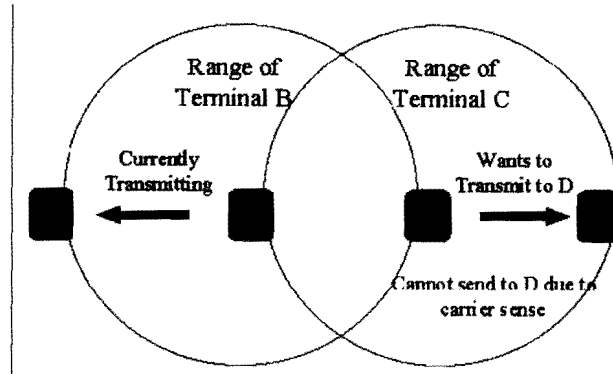 Range of
Terminal B
Range of
Terminal C
Currently
Transmitting
Wants to
Transmit to D
Cannot send to D due to
carrier sense